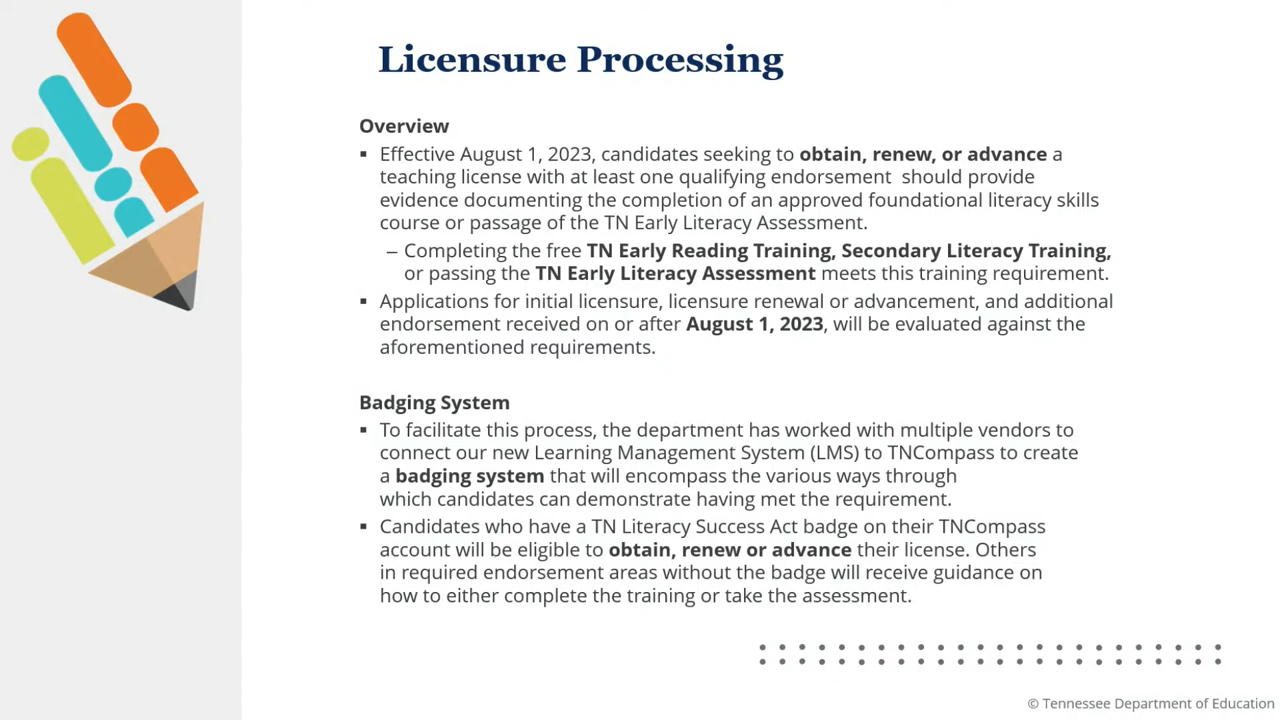 Licensure Processing
Overview
▪ Effective August 1, 2023, candidates seeking to obtain, renew, or advance a
teaching license with at least one qualifying endorsement  should provide
evidence documenting the completion of an approved foundational literacy skills
course or passage of the TN Early Literacy Assessment.
– Completing the free TN Early Reading Training, Secondary Literacy Training,
or passing the TN Early Literacy Assessment meets this training requirement.
▪ Applications for initial licensure, licensure renewal or advancement, and additional
endorsement received on or after August 1, 2023, will be evaluated against the
aforementioned requirements.
Badging System
▪ To facilitate this process, the department has worked with multiple vendors to
connect our new Learning Management System (LMS) to TNCompass to create
a badging system that will encompass the various ways through
which candidates can demonstrate having met the requirement.
▪ Candidates who have a TN Literacy Success Act badge on their TNCompass
account will be eligible to obtain, renew or advance their license. Others
in required endorsement areas without the badge will receive guidance on
how to either complete the training or take the assessment.
© Tennessee Department of Education